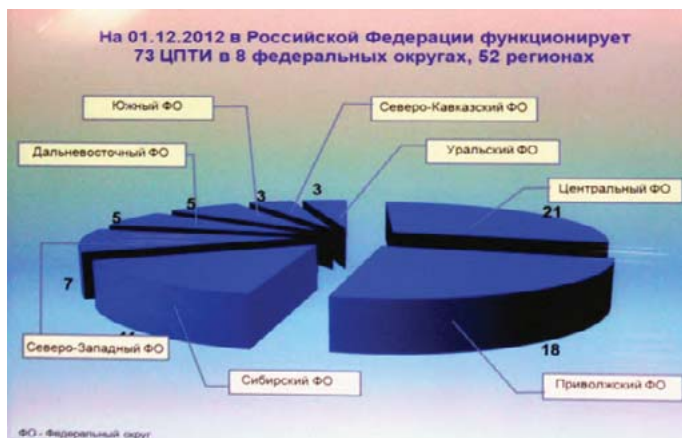 На 01.12.2012 в Российской Федерации функционирует
73 ЦПТИ в 8 федеральных округах, 52 регионах
Южный ФО
Северо-Кавказский ФО
Дальневосточный ФО
Уральский ФО
Центральный ФО
3
3
5
5
21
7
18
Северо-Западный ФО
Сибирский ФО
Приволжский ФО
ФО - Федеральный округ